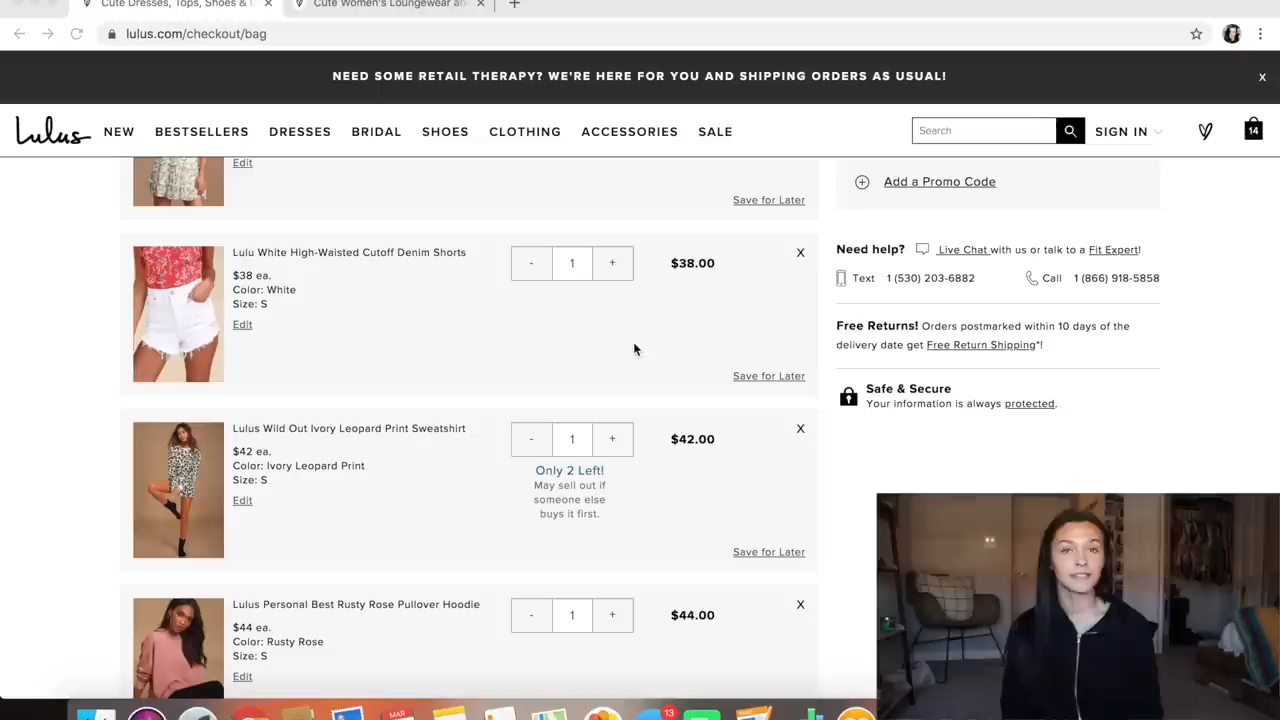 Cute Dresses, Tops, Shoes &
Cute Women's Loungewear an
lulus.com/checkout/bag
NEED SOME RETAIL THERAPY? WE'RE HERE FOR YOU AND SHIPPING ORDERS AS USUAL!
X
Lulus
NEW
BESTSELLERS
DRESSES
BRIDAL
SHOES
CLOTHING
ACCESSORIES
SALE
Search
SIGN IN
14
Edit
Save for Later
Lulu White High-Waisted Cutoff Denim Shorts
$38 ea.
Color: White
Size: S
Edit
- 1 +
$38.00
X
Save for Later
Lulus Wild Out Ivory Leopard Print Sweatshirt
$42 ea.
Color: Ivory Leopard Print
Size: S
Edit
- 1 +
Only 2 Left!
May sell out if
someone else
buys it first.
$42.00
X
Save for Later
Lulus Personal Best Rusty Rose Pullover Hoodie
$44 ea.
Color: Rusty Rose
Size: S
Edit
- 1 +
$44.00
X
Add a Promo Code
Need help? Live Chat with us or talk to a Fit Expert!
Text 1 (530) 203-6882 Call 1 (866) 918-5858
Free Returns! Orders postmarked within 10 days of the
delivery date get Free Return Shipping*!
Safe & Secure
Your information is always protected.
MAR
13